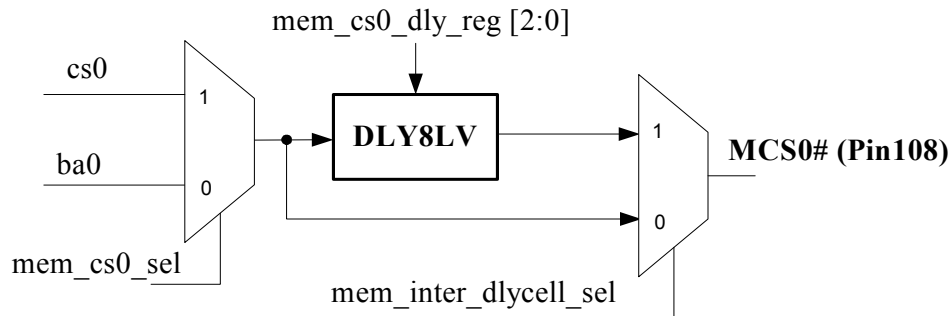 mem_cs0_dly_reg [2:0]
cs0
1
DLY8LV
1
MCS0# (Pin108)
ba0
0
0
mem_cs0_sel
mem_inter_dlycell_sel